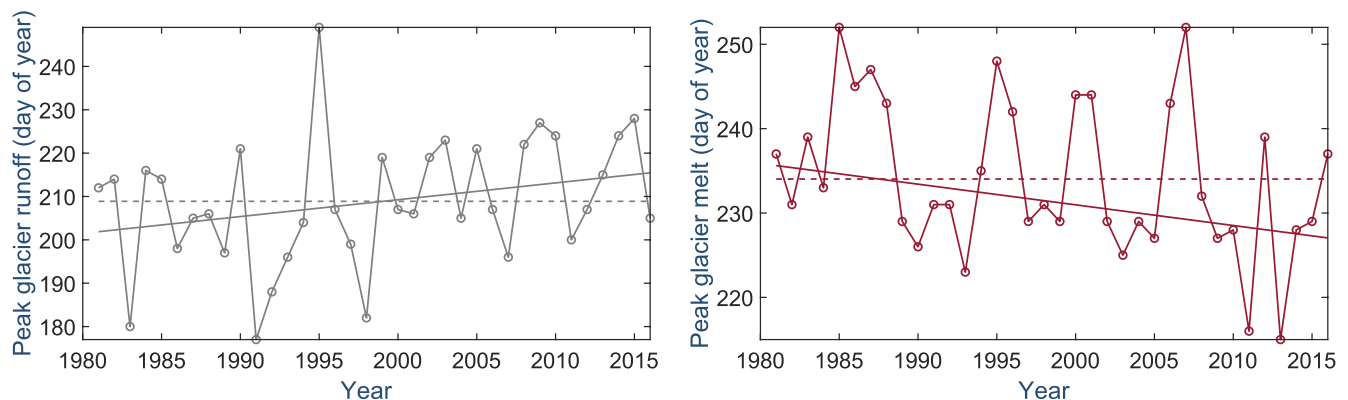 Peak glacier runoff (day of year)
240
230
220
210
200
190
180
1980 1985 1990 1995 2000 2005 2010 2015
Year
Peak glacier melt (day of year)
250
240
230
220
1980 1985 1990 1995 2000 2005 2010 2015
Year